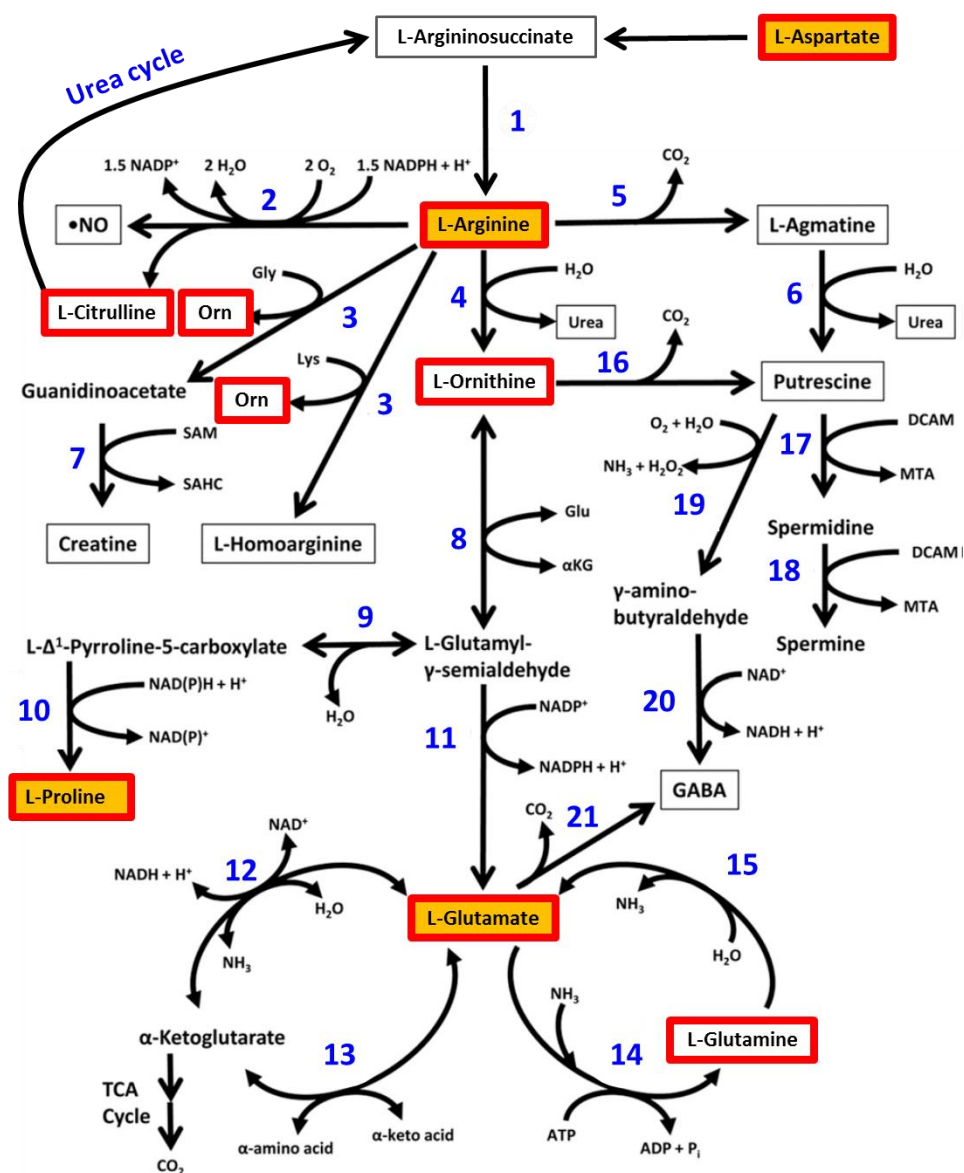 L-Argininosuccinate
L-Aspartate
Urea cycle
1
1.5 NADP⁺
2 H₂O
2 O₂
1.5 NADPH + H⁺
CO₂
2
5
•NO
L-Arginine
L-Agmatine
Gly
H₂O
H₂O
4
6
L-Citrulline
Orn
3
Urea
Urea
CO₂
Lys
16
Guanidinoacetate
Orn
L-Ornithine
Putrescine
3
SAM
7
SAHC
O₂ + H₂O
17
DCAM
NH₃ + H₂O₂
MTA
19
Creatine
L-Homoarginine
8
Glu
αKG
Spermidine
18
DCAM
MTA
γ-amino-
butyraldehyde
9
L-Δ¹-Pyrroline-5-carboxylate
L-Glutamyl-
γ-semialdehyde
Spermine
H₂O
10
NAD(P)H + H⁺
NAD(P)⁺
11
NADP⁺
NADPH + H⁺
20
NAD⁺
NADH + H⁺
L-Proline
GABA
CO₂
21
NAD⁺
12
NADH + H⁺
H₂O
NH₃
15
L-Glutamate
NH₃
H₂O
NH₃
α-Ketoglutarate
13
14
L-Glutamine
TCA
Cycle
α-amino acid
α-keto acid
ATP
ADP + Pᵢ
CO₂